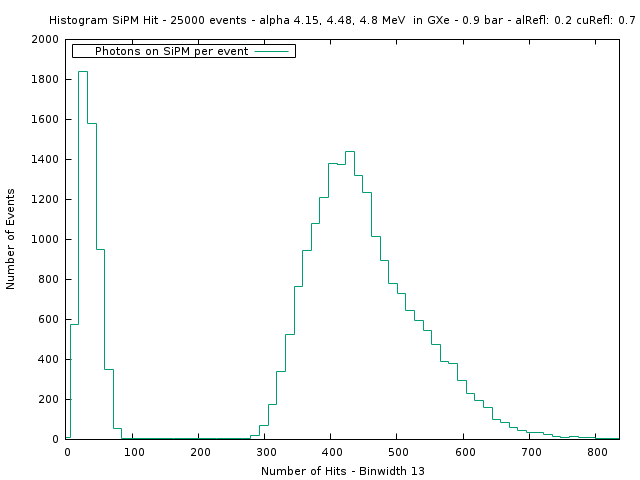 Histogram SiPM Hit - 25000 events - alpha 4.15, 4.48, 4.8 MeV  in GXe - 0.9 bar - alRefl: 0.2 cuRefl: 0.7
Photons on SiPM per event
2000
1800
1600
1400
1200
1000
800
600
400
200
0
Number of Events
0 100 200 300 400 500 600 700 800
Number of Hits - Binwidth 13